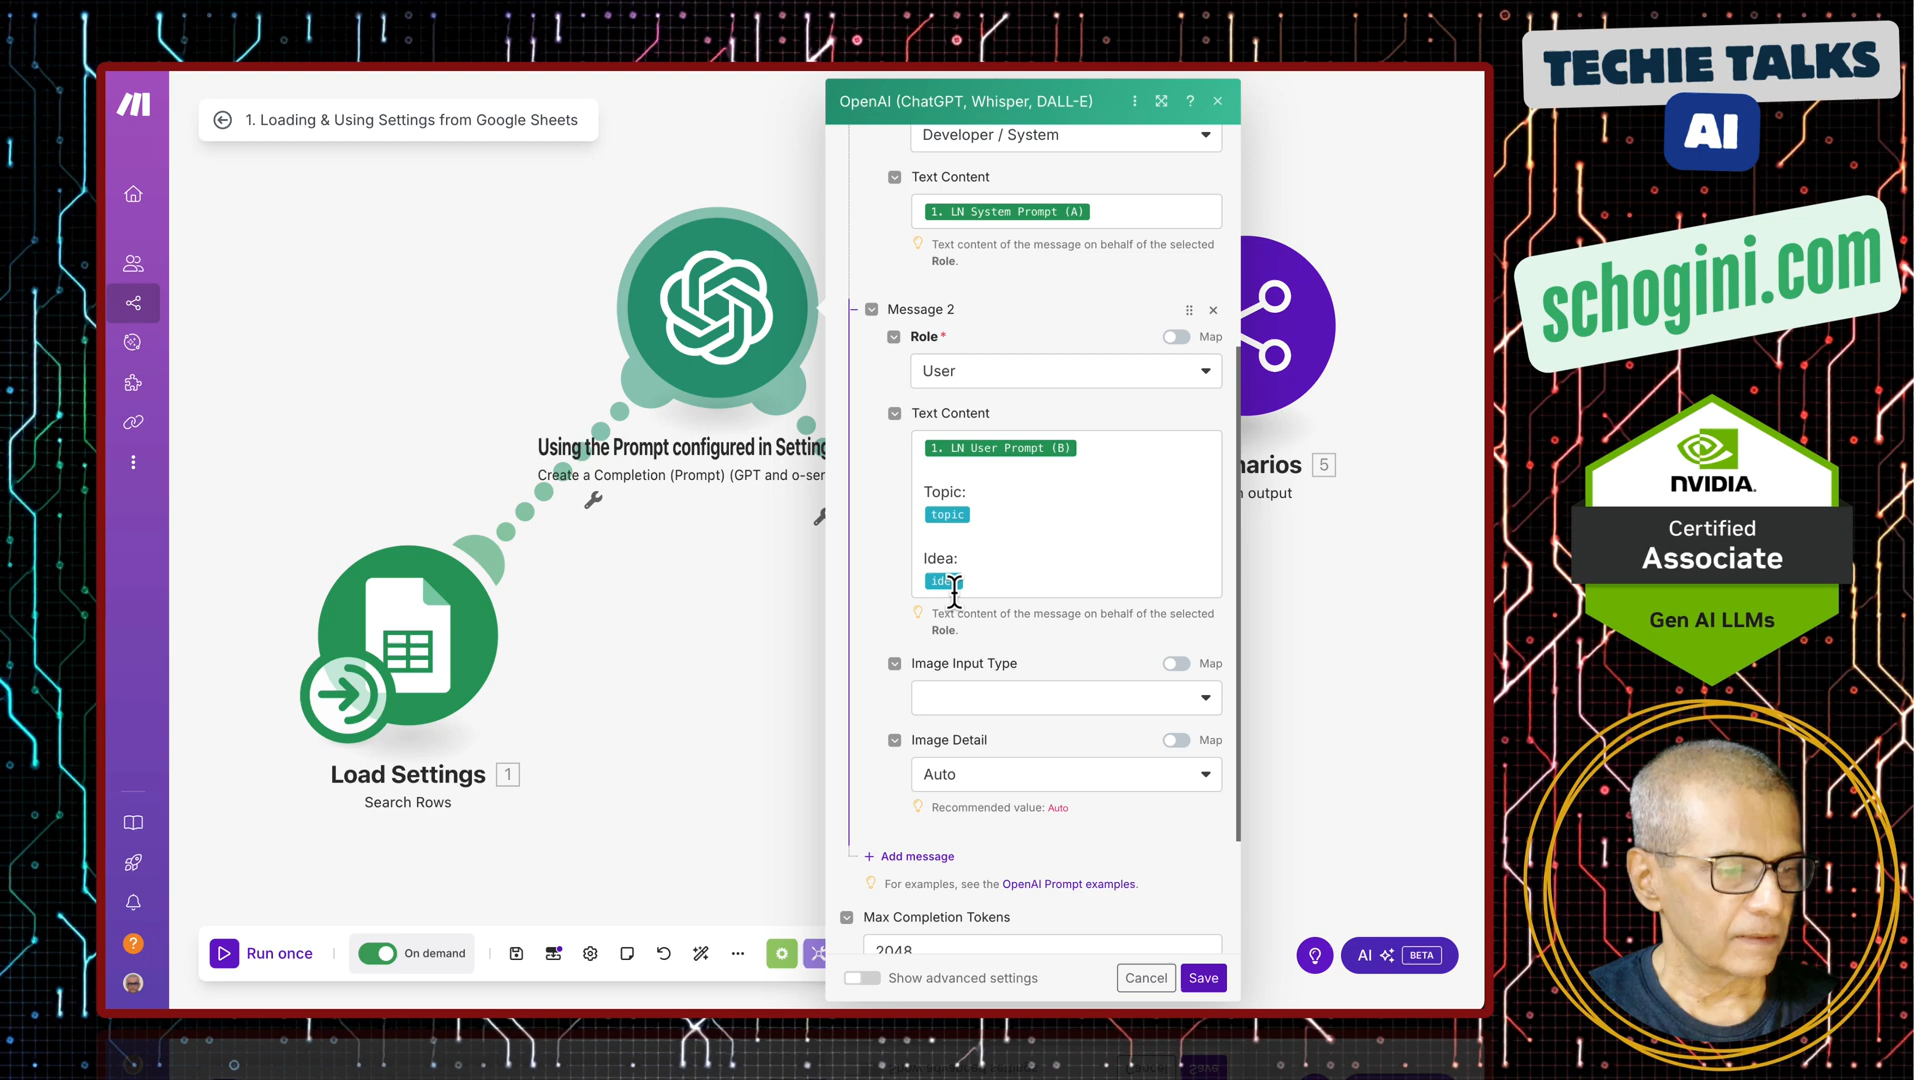 TECHIE TALKS
AI
schogini.com
NVIDIA.
Certified
Associate
Gen AI LLMs
1. Loading & Using Settings from Google Sheets
Using the Prompt configured in Setting
Create a Completion (Prompt) (GPT and o-ser
Load Settings 1
Search Rows
narios 5
output
OpenAI (ChatGPT, Whisper, DALL-E) ?
Developer / System
Text Content
1. LN System Prompt (A)
Text content of the message on behalf of the selected
Role.
Message 2
Role* Map
User
Text Content
1. LN User Prompt (B)
Topic:
topic
Idea:
Text content of the message on behalf of the selected
Role.
Image Input Type Map
Image Detail Map
Auto
Recommended value: Auto
+ Add message
For examples, see the OpenAI Prompt examples.
Max Completion Tokens
2048
Show advanced settings Cancel Save
Run once On demand
AI BETA
?